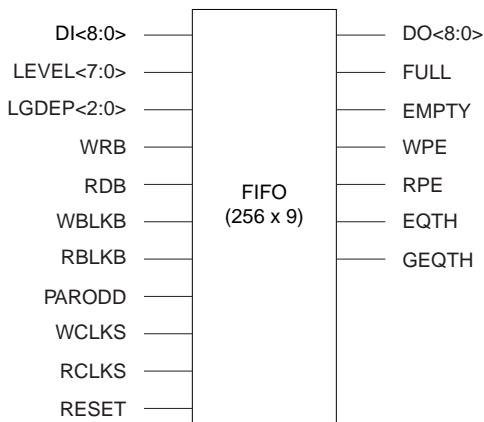 DI<8:0>
LEVEL<7:0>
LGDEP<2:0>
WRB
RDB
WBLKB
RBLKB
PARODD
WCLKS
RCLKS
RESET
FIFO
(256 x 9)
DO<8:0>
FULL
EMPTY
WPE
RPE
EQTH
GEQTH